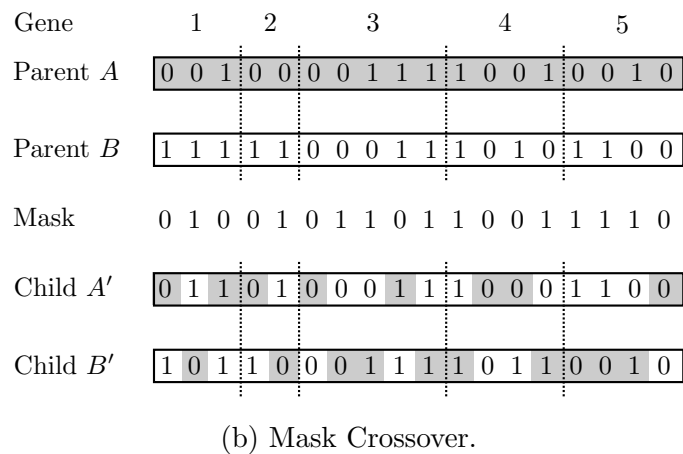 Gene 1 2 3 4 5
Parent A 0 0 1 0 0 0 0 1 1 1 1 0 0 1 0 0 1 0
Parent B 1 1 1 1 1 0 0 0 1 1 1 0 1 0 1 1 0 0
Mask 0 1 0 0 1 0 1 1 0 1 1 0 0 1 1 1 1 0
Child A′ 0 1 1 0 1 0 0 0 1 1 1 0 0 0 1 1 0 0
Child B′ 1 0 1 1 0 0 0 1 1 1 1 0 1 1 0 0 1 0
(b) Mask Crossover.